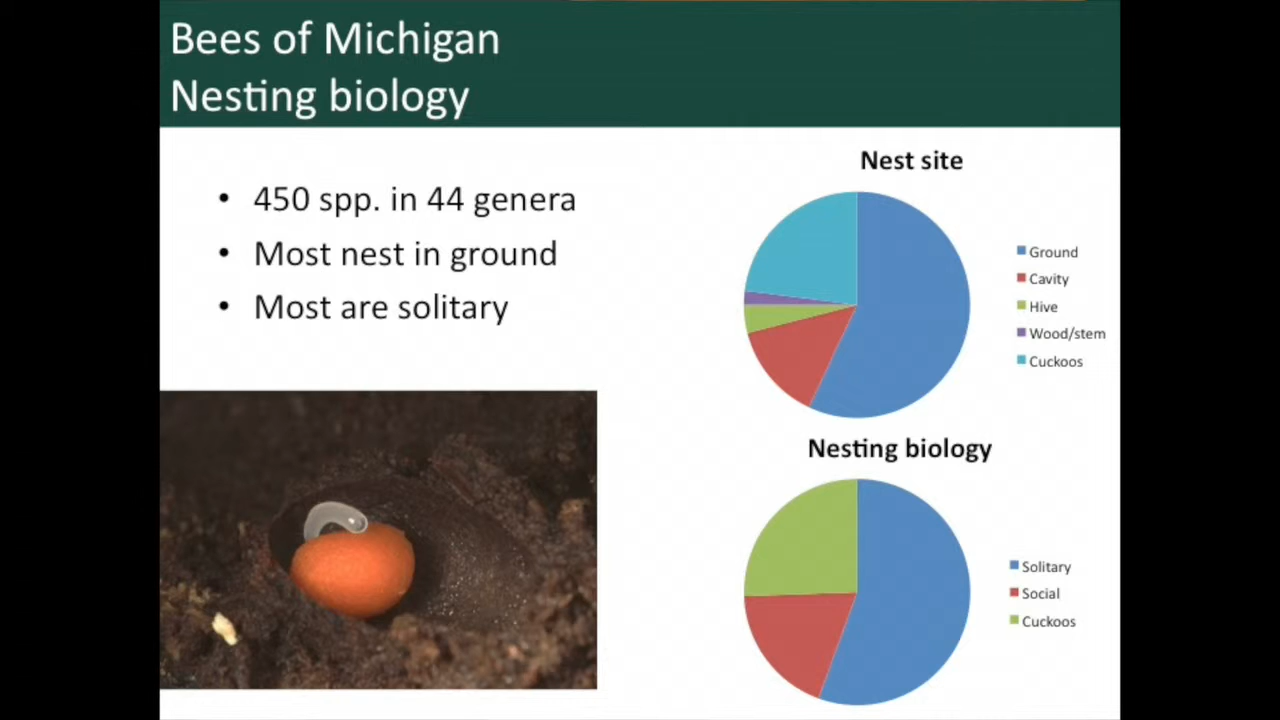 Bees of Michigan
Nesting biology
• 450 spp. in 44 genera
• Most nest in ground
• Most are solitary
Nest site
Ground
Cavity
Hive
Wood/stem
Cuckoos
Nesting biology
Solitary
Social
Cuckoos